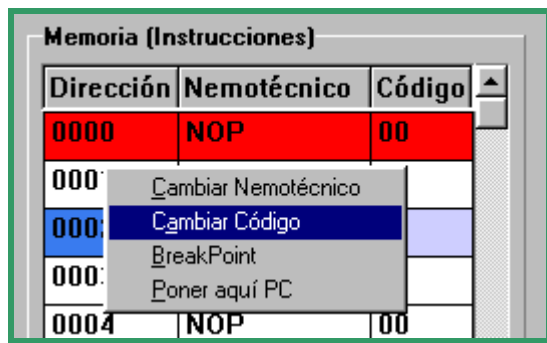 Memoria (Instrucciones)
Dirección Nemotécnico Código
0000 NOP 00
Cambiar Nemotécnico
Cambiar Código
BreakPoint
Poner aquí PC
0004 NOP 00